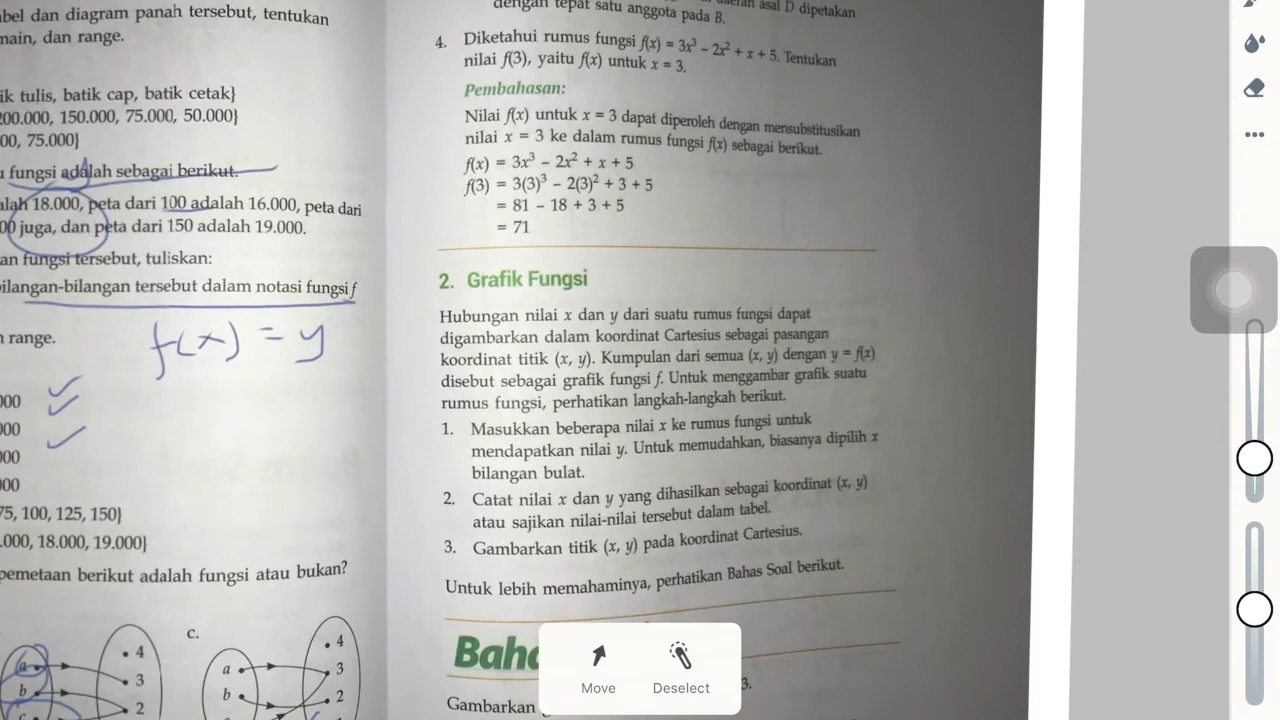 abel dan diagram panah tersebut, tentukan
main, dan range.
ik tulis, batik cap, batik cetak}
200.000, 150.000, 75.000, 50.000}
00, 75.000}
fungsi adalah sebagai berikut.
alah 18.000, peta dari 100 adalah 16.000, peta dari
00 juga, dan peta dari 150 adalah 19.000.
an fungsi tersebut, tuliskan:
bilangan-bilangan tersebut dalam notasi fungsi f
range.
f(x) = y
000
000
000
000
75, 100, 125, 150}
.000, 18.000, 19.000}
pemetaan berikut adalah fungsi atau bukan?
a
b
4
3
2
c.
a
b
4
3
2
asal D dipetakan
dengan tepat satu anggota pada B.
4. Diketahui rumus fungsi f(x) = 3x³ − 2x² + x + 5. Tentukan
nilai f(3), yaitu f(x) untuk x = 3.
Pembahasan:
Nilai f(x) untuk x = 3 dapat diperoleh dengan mensubstitusikan
nilai x = 3 ke dalam rumus fungsi f(x) sebagai berikut.
f(x) = 3x³ − 2x² + x + 5
f(3) = 3(3)³ − 2(3)² + 3 + 5
= 81 − 18 + 3 + 5
= 71
2. Grafik Fungsi
Hubungan nilai x dan y dari suatu rumus fungsi dapat
digambarkan dalam koordinat Cartesius sebagai pasangan
koordinat titik (x, y). Kumpulan dari semua (x, y) dengan y = f(x)
disebut sebagai grafik fungsi f. Untuk menggambar grafik suatu
rumus fungsi, perhatikan langkah-langkah berikut.
1. Masukkan beberapa nilai x ke rumus fungsi untuk
mendapatkan nilai y. Untuk memudahkan, biasanya dipilih x
bilangan bulat.
2. Catat nilai x dan y yang dihasilkan sebagai koordinat (x, y)
atau sajikan nilai-nilai tersebut dalam tabel.
3. Gambarkan titik (x, y) pada koordinat Cartesius.
Untuk lebih memahaminya, perhatikan Bahas Soal berikut.
Baha
Gambarkan
3.
Move
Deselect